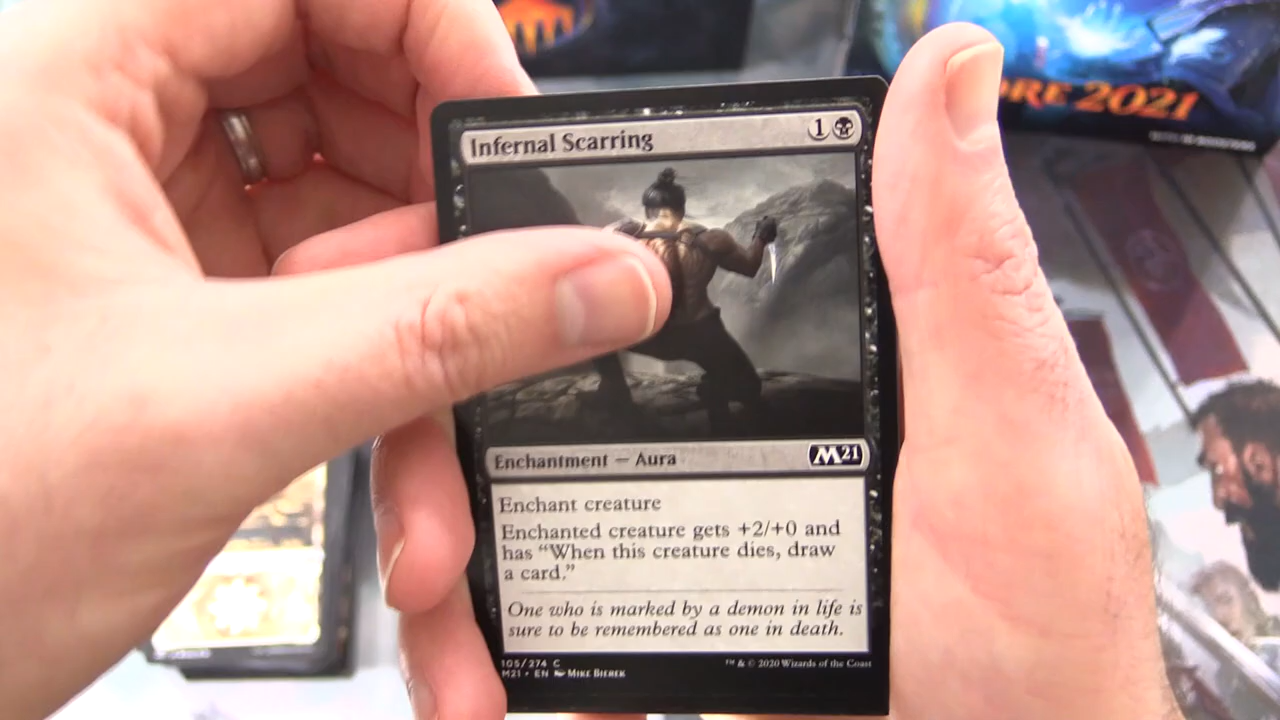 ORE 2021
Infernal Scarring 1
Enchantment — Aura M21
Enchant creature
Enchanted creature gets +2/+0 and
has “When this creature dies, draw
a card.”
One who is marked by a demon in life is
sure to be remembered as one in death.
105/274 C
M21 • EN Mike Bierek
™ & © 2020 Wizards of the Coast